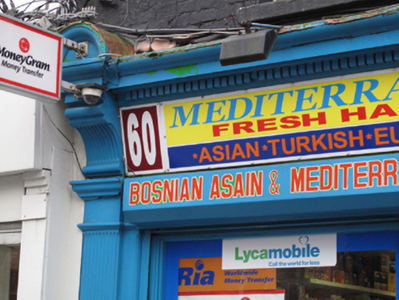 MoneyGram
Money Transfer
60
MEDITERRA
FRESH HA
*ASIAN*TURKISH*EU
BOSNIAN ASAIN & MEDITERR
Lycamobile
Call the world for less
Ria Worldwide
Money Transfer